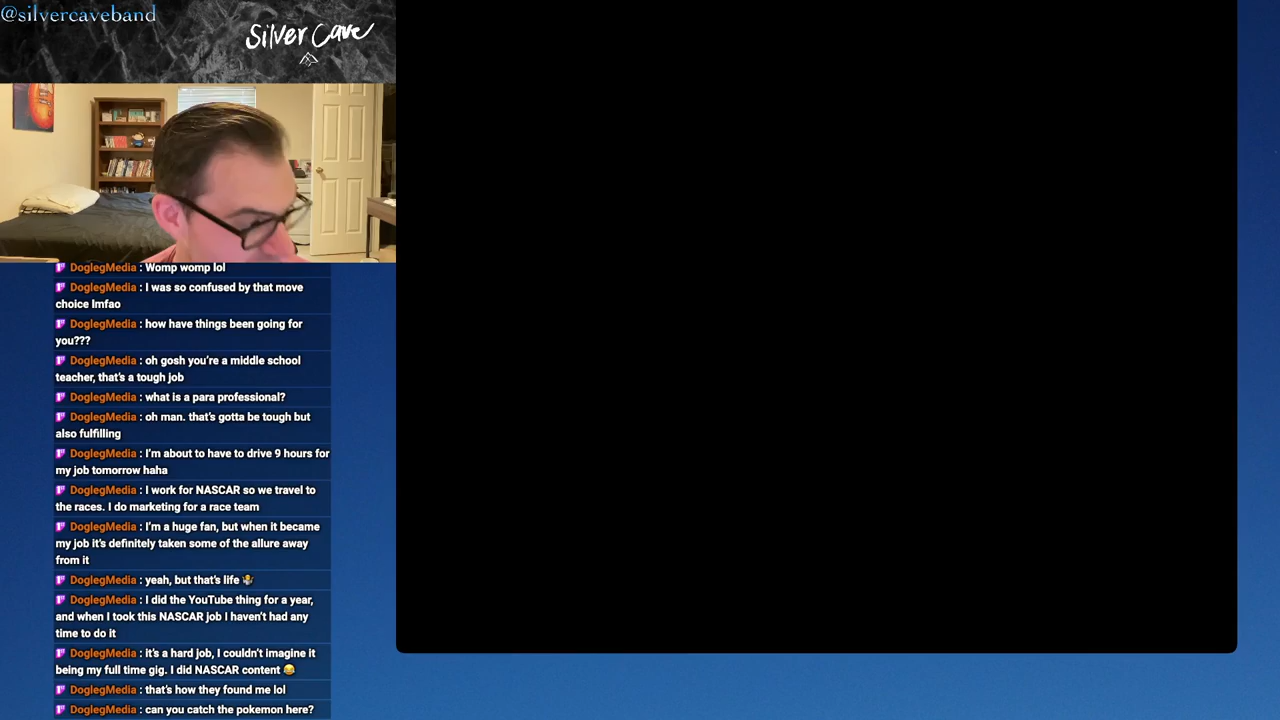 @silvercaveband
Silver Cave
DoglegMedia : Womp womp lol
DoglegMedia : I was so confused by that move
choice lmfao
DoglegMedia : how have things been going for
you???
DoglegMedia : oh gosh you're a middle school
teacher, that's a tough job
DoglegMedia : what is a para professional?
DoglegMedia : oh man. that's gotta be tough but
also fulfilling
DoglegMedia : I'm about to have to drive 9 hours for
my job tomorrow haha
DoglegMedia : I work for NASCAR so we travel to
the races. I do marketing for a race team
DoglegMedia : I'm a huge fan, but when it became
my job it's definitely taken some of the allure away
from it
DoglegMedia : yeah, but that's life 🤷
DoglegMedia : I did the YouTube thing for a year,
and when I took this NASCAR job I haven't had any
time to do it
DoglegMedia : it's a hard job, I couldn't imagine it
being my full time gig. I did NASCAR content 😂
DoglegMedia : that's how they found me lol
DoglegMedia : can you catch the pokemon here?